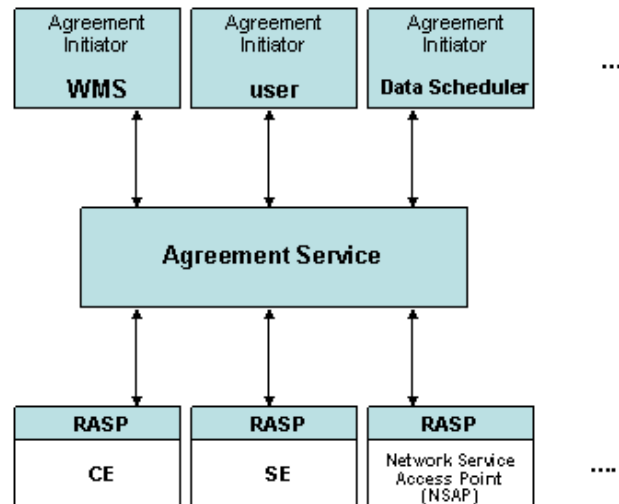 Agreement
Initiator
WMS
Agreement
Initiator
user
Agreement
Initiator
Data Scheduler
...
Agreement Service
RASP
CE
RASP
SE
RASP
Network Service
Access Point
(NSAP)
....